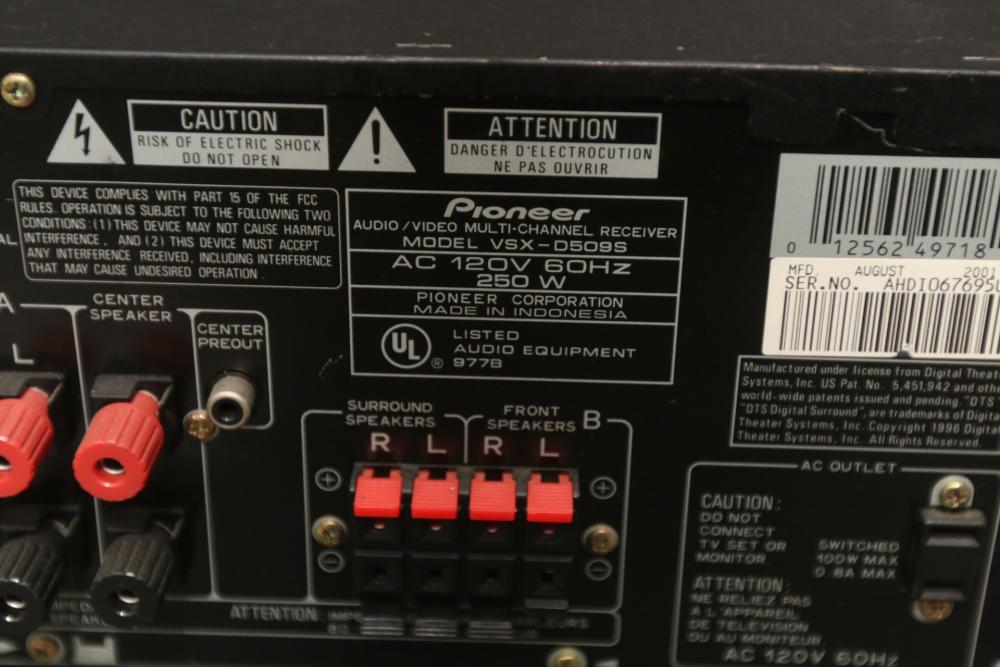 CAUTION
RISK OF ELECTRIC SHOCK
DO NOT OPEN
ATTENTION
DANGER D'ELECTROCUTION
NE PAS OUVRIR
THIS DEVICE COMPLIES WITH PART 15 OF THE FCC
RULES. OPERATION IS SUBJECT TO THE FOLLOWING TWO
CONDITIONS: (1) THIS DEVICE MAY NOT CAUSE HARMFUL
INTERFERENCE, AND (2) THIS DEVICE MUST ACCEPT
ANY INTERFERENCE RECEIVED, INCLUDING INTERFERENCE
THAT MAY CAUSE UNDESIRED OPERATION.
Pioneer
AUDIO/VIDEO MULTI-CHANNEL RECEIVER
MODEL VSX-D509S
AC 120V 60Hz
250 W
PIONEER CORPORATION
MADE IN INDONESIA
UL ®
LISTED
AUDIO EQUIPMENT
977B
0 12562 49718
MFD. AUGUST 2001
SER.NO. AHDI067695
Manufactured under license from Digital Theat
Systems, Inc. US Pat. No. 5,451,942 and othe
world-wide patents issued and pending. "DTS"
"DTS Digital Surround", are trademarks of Digita
Theater Systems, Inc. Copyright 1996 Digital
Theater Systems, Inc. All Rights Reserved.
AL
A
L
CENTER
SPEAKER
CENTER
PREOUT
SURROUND
SPEAKERS
R L
FRONT
SPEAKERS B
R L
+ +
− −
AC OUTLET
CAUTION:
DO NOT
CONNECT
TV SET OR
MONITOR.
SWITCHED
100W MAX
0.8A MAX
ATTENTION:
NE RELIEZ PAS
A L'APPAREIL
DE TELEVISION
OU AU MONITEUR
AC 120V 60Hz
ATTENTION: